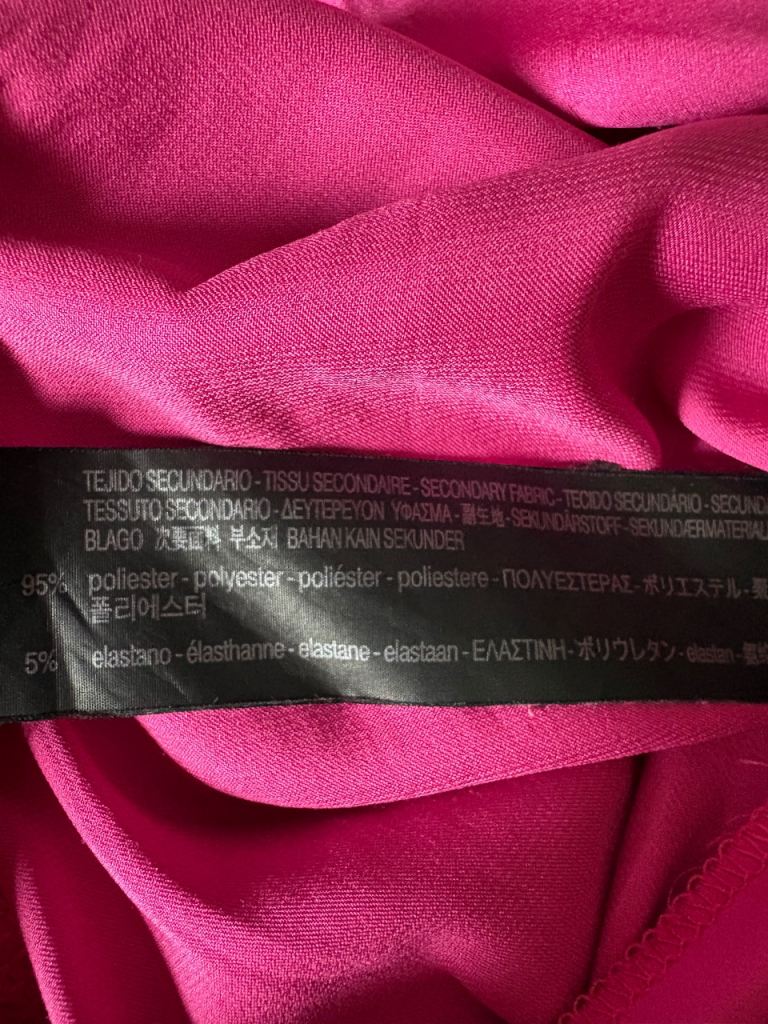 TEJIDO SECUNDARIO - TISSU SECONDAIRE - SECONDARY FABRIC - TECIDO SECUNDÁRIO - SECUND
TESSUTO SECONDARIO - ΔΕΥΤΕΡΕΥΟΝ ΥΦΑΣΜΑ - 副生地 - SEKUNDÄRSTOFF - SEKUNDÆRMATERIAL
BLAGO 次要面料 부소재 BAHAN KAIN SEKUNDER
95% poliester - polyester - poliéster - poliestere - ΠΟΛΥΕΣΤΕΡΑΣ - ポリエステル -
폴리에스터
5% elastano - élasthanne - elastane - elastaan - ΕΛΑΣΤΙΝΗ - ポリウレタン - elastan -